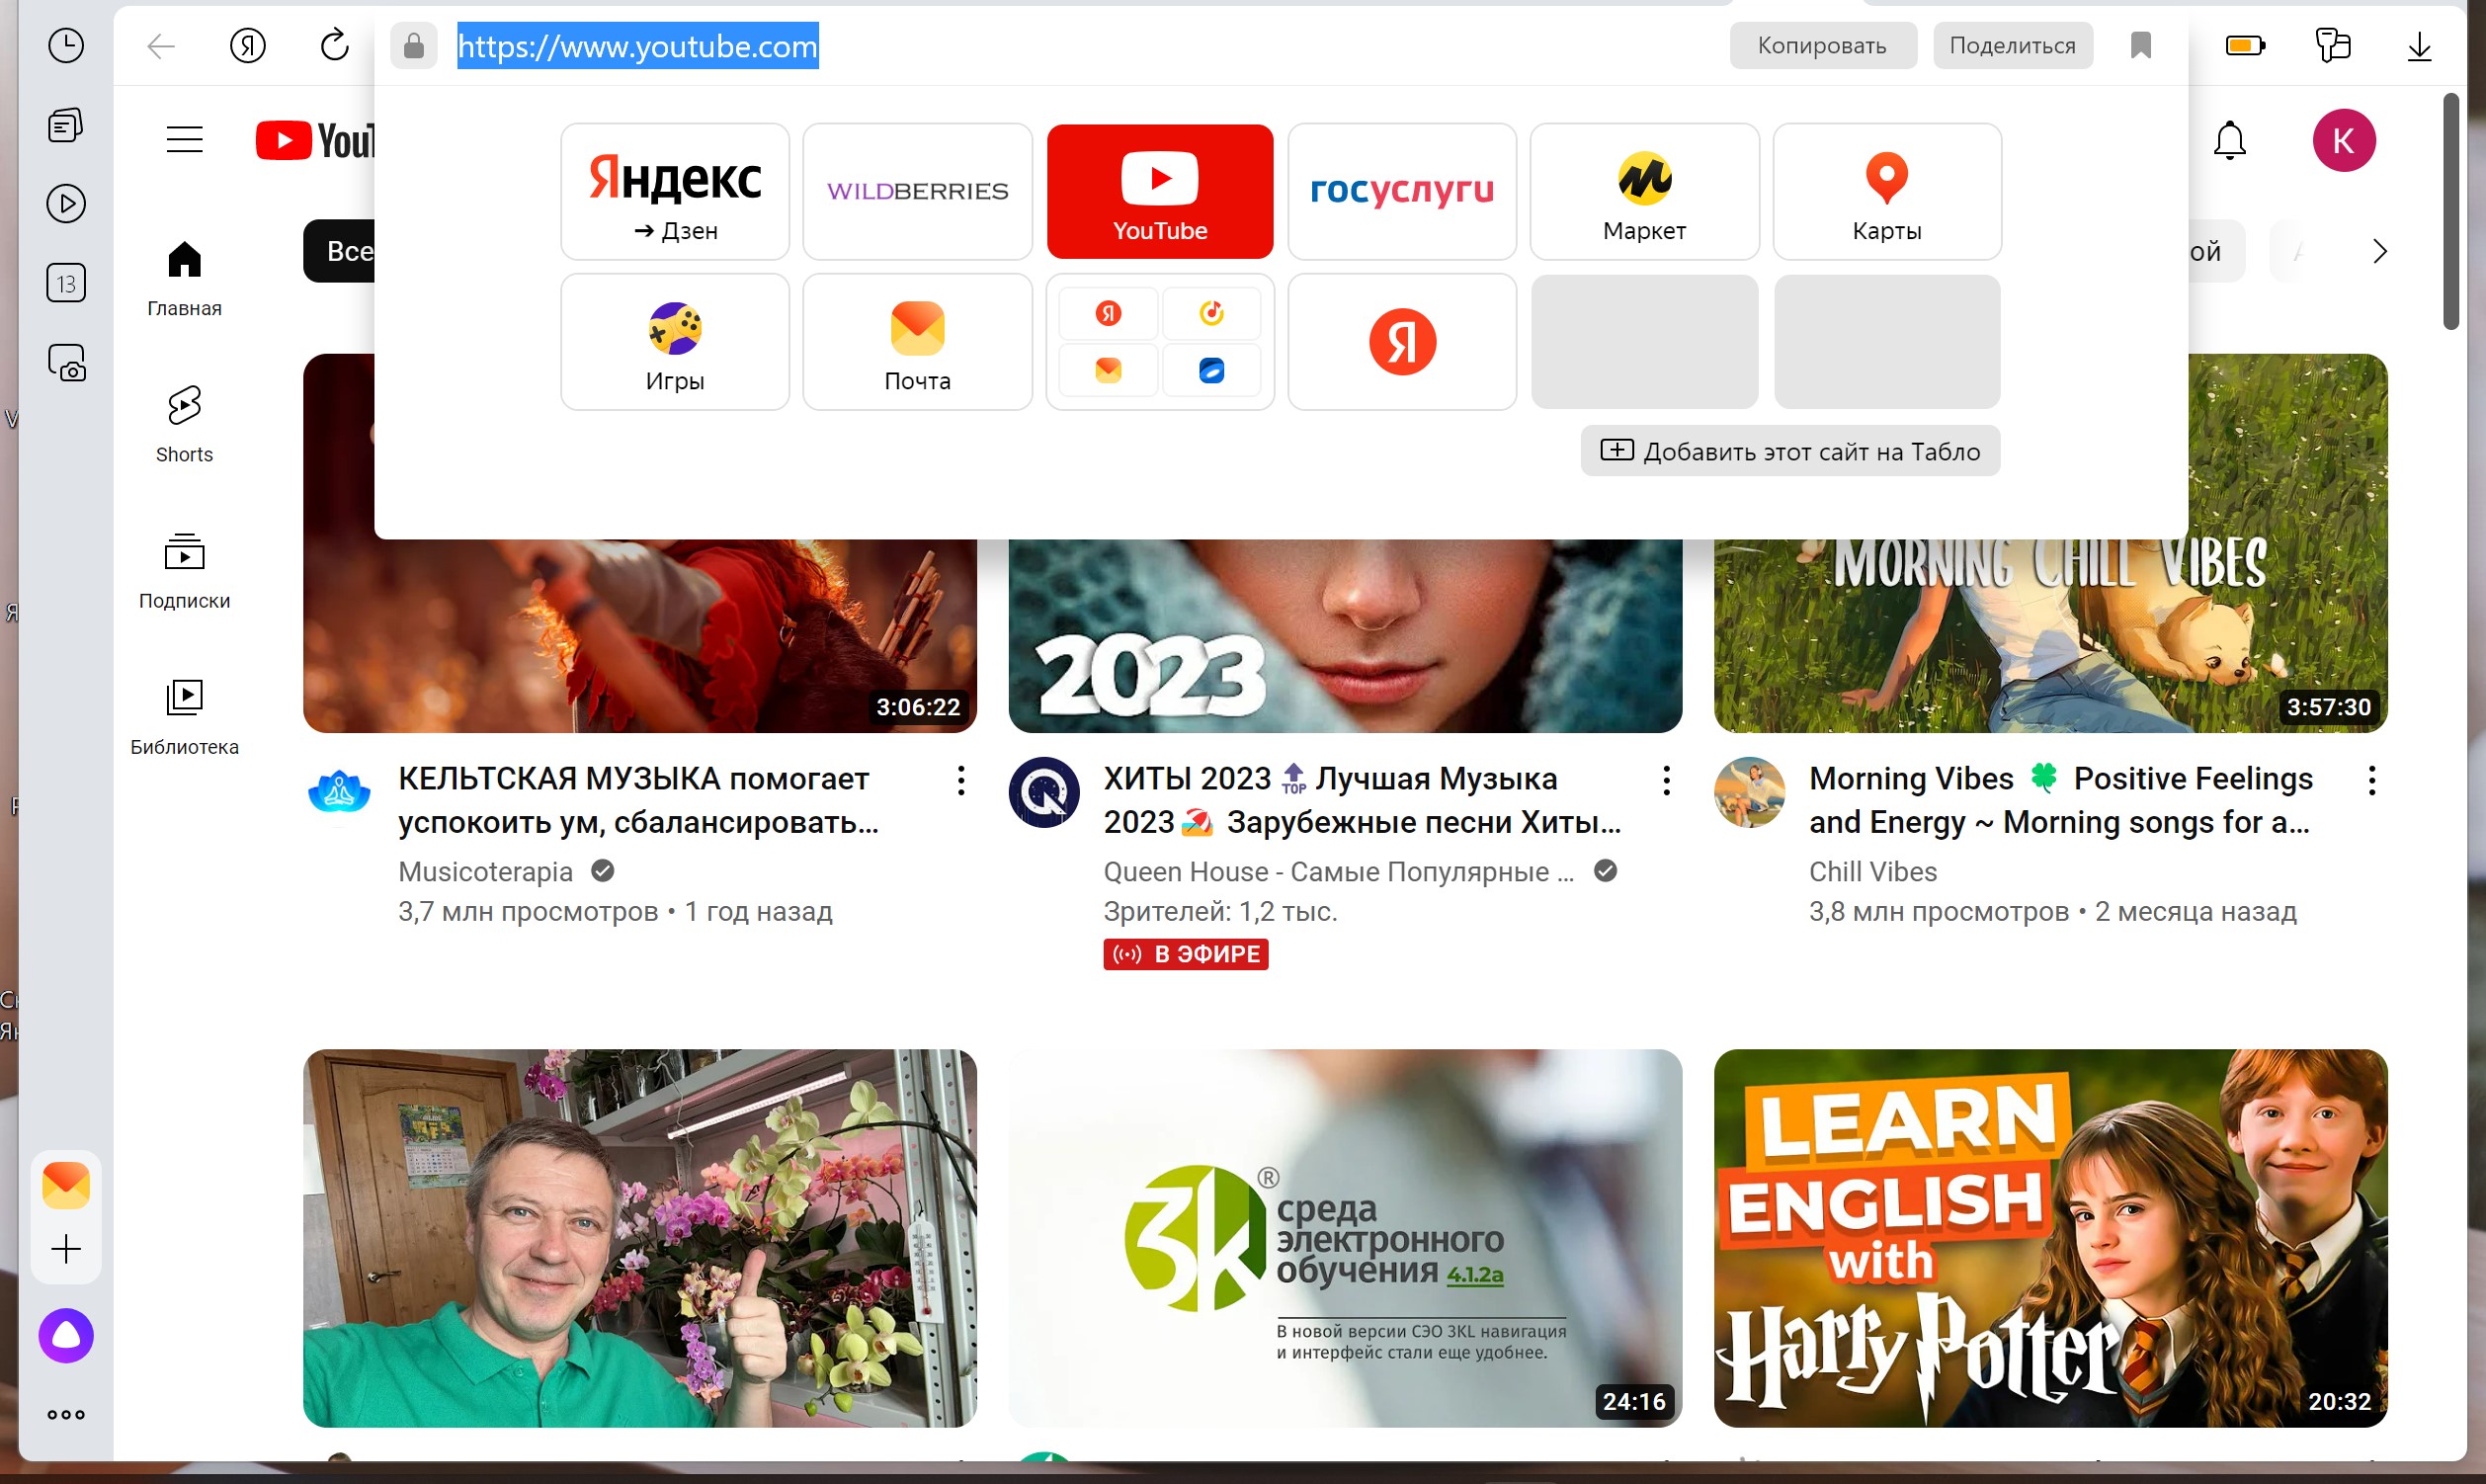 https://www.youtube.com
Копировать
Поделиться
K
Яндекс
→ Дзен
WILDBERRIES
YouTube
госуслуги
Маркет
Карты
Все
ой
13
Главная
Игры
Почта
Я
Добавить этот сайт на Табло
Shorts
Подписки
Библиотека
3:06:22
2023
MORNING CHILL VIBES
3:57:30
КЕЛЬТСКАЯ МУЗЫКА помогает
успокоить ум, сбалансировать...
Musicoterapia
3,7 млн просмотров • 1 год назад
ХИТЫ 2023 🔝 Лучшая Музыка
2023 🏖 Зарубежные песни Хиты...
Queen House - Самые Популярные ...
Зрителей: 1,2 тыс.
В ЭФИРЕ
Morning Vibes 🍀 Positive Feelings
and Energy ~ Morning songs for a...
Chill Vibes
3,8 млн просмотров • 2 месяца назад
3k®
среда
электронного
обучения 4.1.2a
В новой версии СЭО 3KL навигация
и интерфейс стали еще удобнее.
24:16
LEARN
ENGLISH
with
Harry Potter
20:32